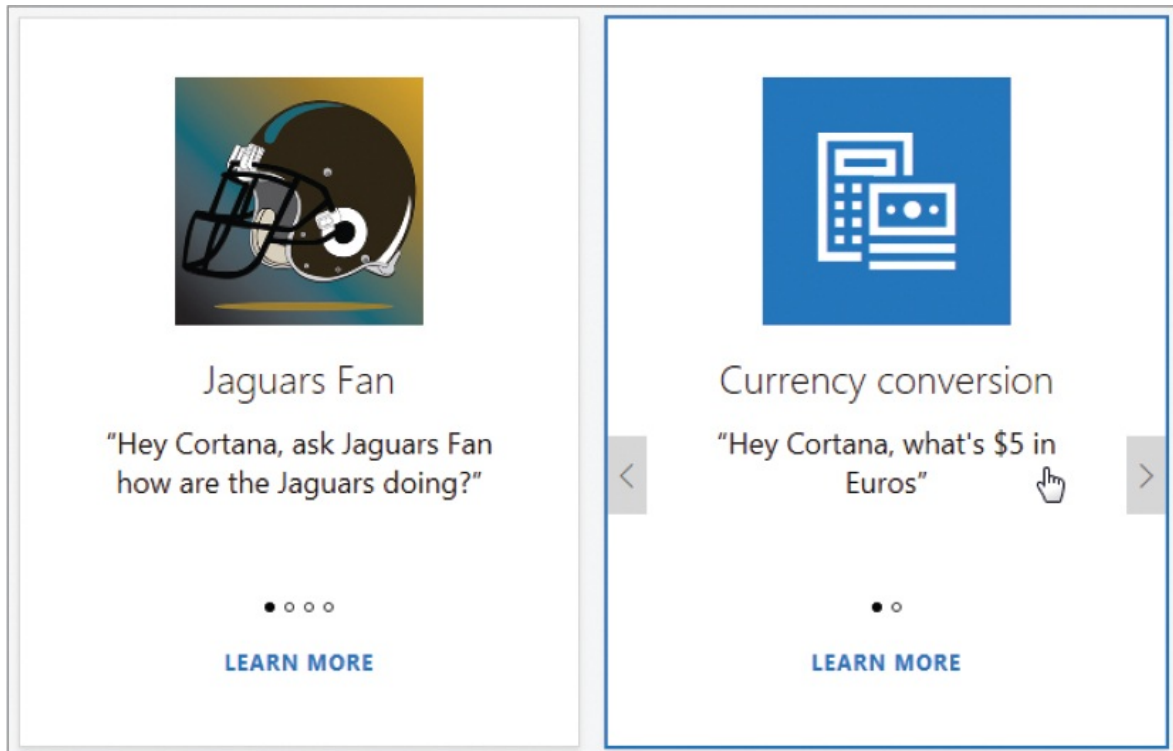 Jaguars Fan
“Hey Cortana, ask Jaguars Fan
how are the Jaguars doing?”
LEARN MORE
Currency conversion
“Hey Cortana, what's $5 in
Euros”
LEARN MORE